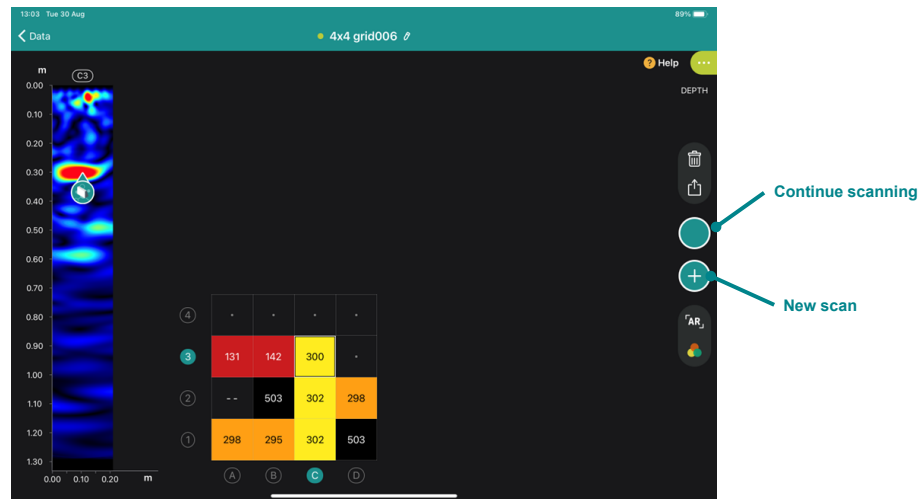 13:03 Tue 30 Aug
89%
Data
4x4 grid006
? Help
DEPTH
m
C3
0.00
0.10
0.20
0.30
0.40
0.50
0.60
0.70
0.80
0.90
1.00
1.10
1.20
1.30
0.00 0.10 0.20 m
Continue scanning
New scan
AR
4 · · · ·
3 131 142 300 ·
2 -- 503 302 298
1 298 295 302 503
A B C D